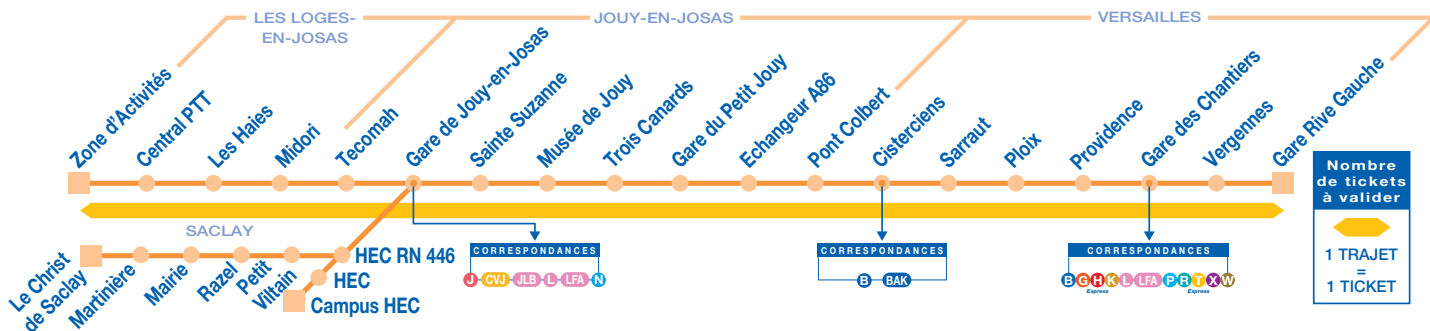 LES LOGES-
EN-JOSAS
JOUY-EN-JOSAS
VERSAILLES
Zone d'Activités
Central PTT
Les Haies
Midori
Tecomah
Gare de Jouy-en-Josas
Sainte Suzanne
Musée de Jouy
Trois Canards
Gare du Petit Jouy
Echangeur A86
Pont Colbert
Cisterciens
Sarraut
Ploix
Providence
Gare des Chantiers
Vergennes
Gare Rive Gauche
SACLAY
Le Christ
de Saclay
Martinière
Mairie
Razel
Petit
Viltain
HEC RN 446
HEC
Campus HEC
CORRESPONDANCES
J CVJ JLB L LFA N
CORRESPONDANCES
B BAK
CORRESPONDANCES
B G H K L LFA P R T X W
Express Express
Nombre
de tickets
à valider
1 TRAJET
=
1 TICKET